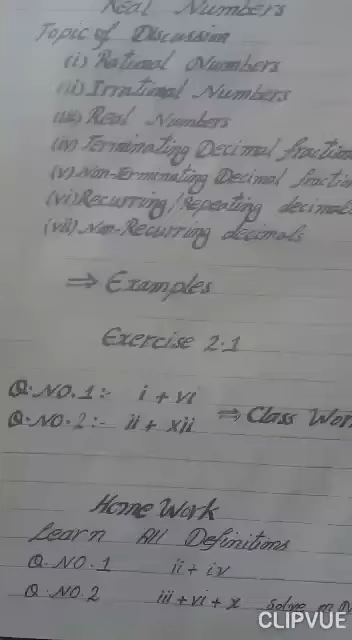 Real Numbers
Topic of Discussion
(i) Rational Numbers
(ii) Irrational Numbers
(iii) Real Numbers
(iv) Terminating Decimal fraction
(v) Non-Erminating Decimal fraction
(vi) Recurring/Repeating decimals
(vii) Non-Recurring decimals
⇒ Examples
Exercise 2.1
Q.NO.1:- i + vi
Q.NO.2:- ii + xii ⇒ Class Wor
Home Work
Learn All Definitions
Q.NO.1 ii + iv
Q.NO.2 iii + vi + x Solve
CLIPVUE